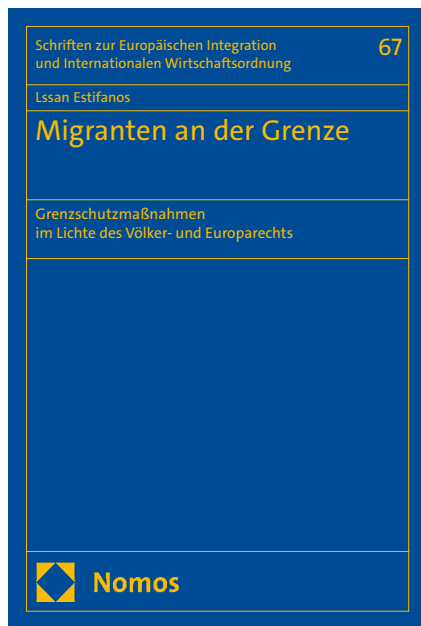 Schriften zur Europäischen Integration
und Internationalen Wirtschaftsordnung
67
Lssan Estifanos
Migranten an der Grenze
Grenzschutzmaßnahmen
im Lichte des Völker- und Europarechts
Nomos